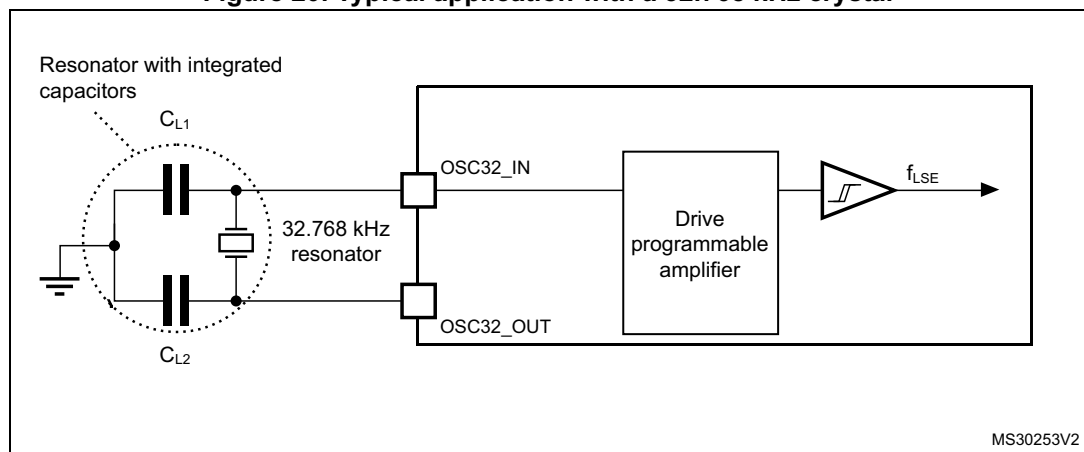 Resonator with integrated
capacitors
CL1
OSC32_IN
fLSE
32.768 kHz
resonator
Drive
programmable
amplifier
OSC32_OUT
CL2
MS30253V2